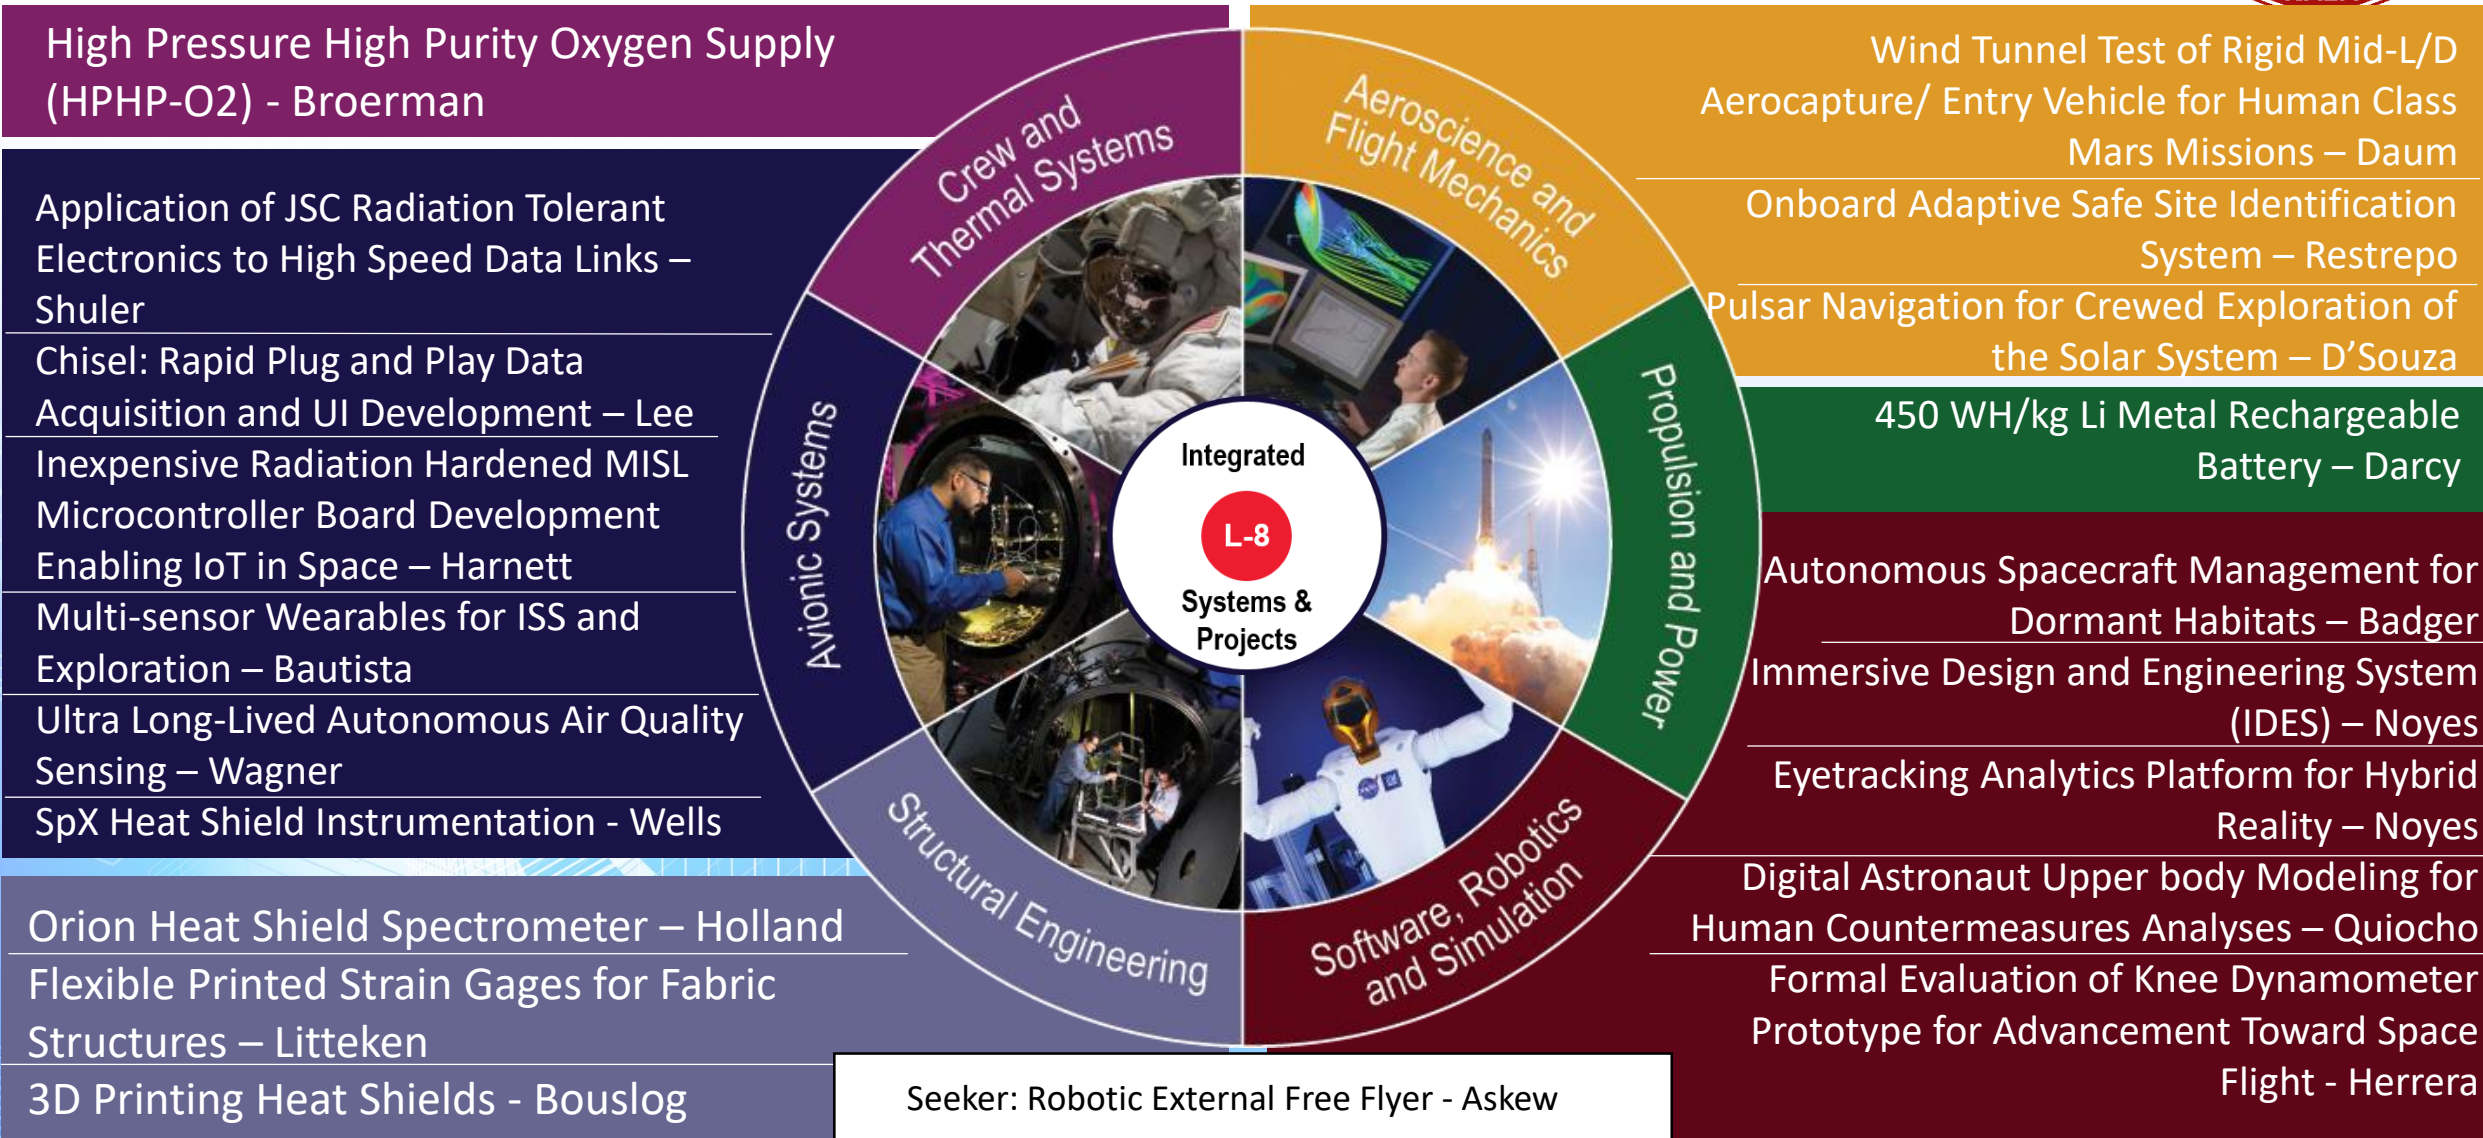 High Pressure High Purity Oxygen Supply
(HPHP-O2) - Broerman
Application of JSC Radiation Tolerant
Electronics to High Speed Data Links –
Shuler
Chisel: Rapid Plug and Play Data
Acquisition and UI Development – Lee
Inexpensive Radiation Hardened MISL
Microcontroller Board Development
Enabling IoT in Space – Harnett
Multi-sensor Wearables for ISS and
Exploration – Bautista
Ultra Long-Lived Autonomous Air Quality
Sensing – Wagner
SpX Heat Shield Instrumentation - Wells
Orion Heat Shield Spectrometer – Holland
Flexible Printed Strain Gages for Fabric
Structures – Litteken
3D Printing Heat Shields - Bouslog
Crew and
Thermal Systems
Aeroscience and
Flight Mechanics
Avionic Systems
Propulsion and Power
Structural Engineering
Software, Robotics
and Simulation
Integrated
L-8
Systems &
Projects
Seeker: Robotic External Free Flyer - Askew
Wind Tunnel Test of Rigid Mid-L/D
Aerocapture/ Entry Vehicle for Human Class
Mars Missions – Daum
Onboard Adaptive Safe Site Identification
System – Restrepo
Pulsar Navigation for Crewed Exploration of
the Solar System – D’Souza
450 WH/kg Li Metal Rechargeable
Battery – Darcy
Autonomous Spacecraft Management for
Dormant Habitats – Badger
Immersive Design and Engineering System
(IDES) – Noyes
Eyetracking Analytics Platform for Hybrid
Reality – Noyes
Digital Astronaut Upper body Modeling for
Human Countermeasures Analyses – Quiocho
Formal Evaluation of Knee Dynamometer
Prototype for Advancement Toward Space
Flight - Herrera